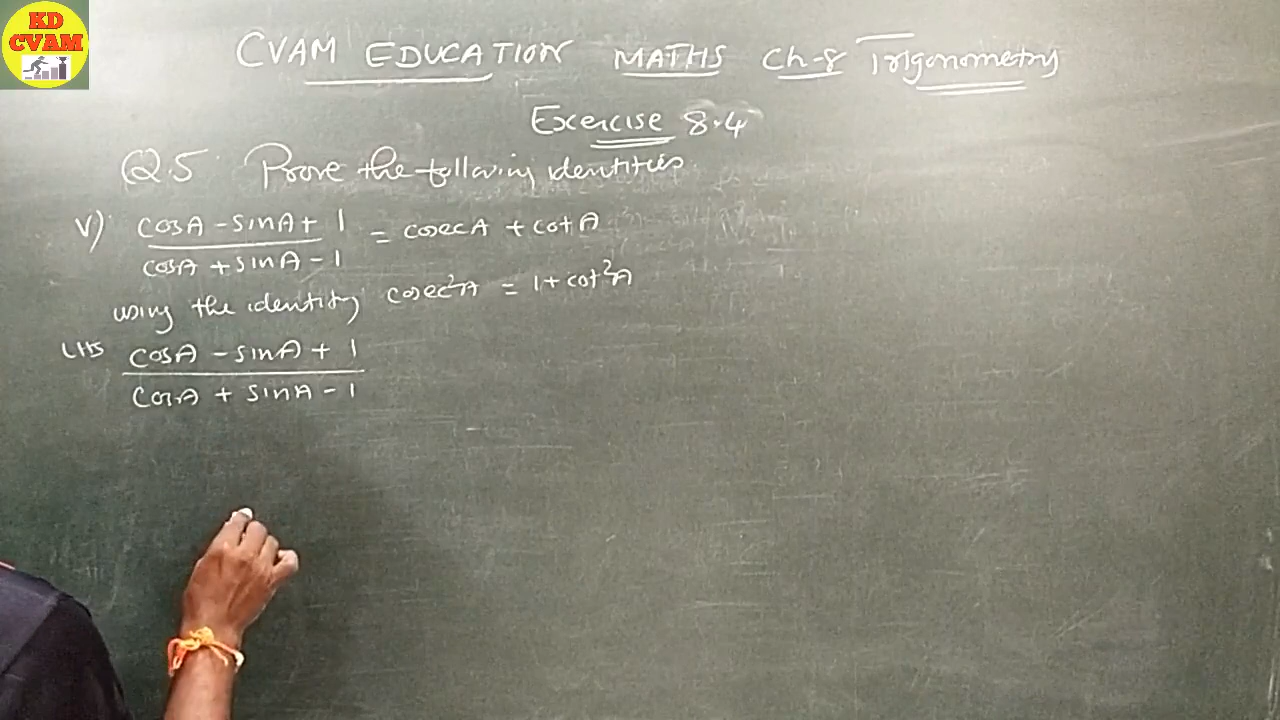 KD
CVAM
CVAM EDUCATION MATHS Ch-8 Trigonometry
Exercise 8.4
Q.5 Prove the following identities
V) cosA - sinA + 1 / cosA + sinA - 1 = cosecA + cotA
using the identity cosec²A = 1 + cot²A
LHS cosA - sinA + 1 / cosA + sinA - 1